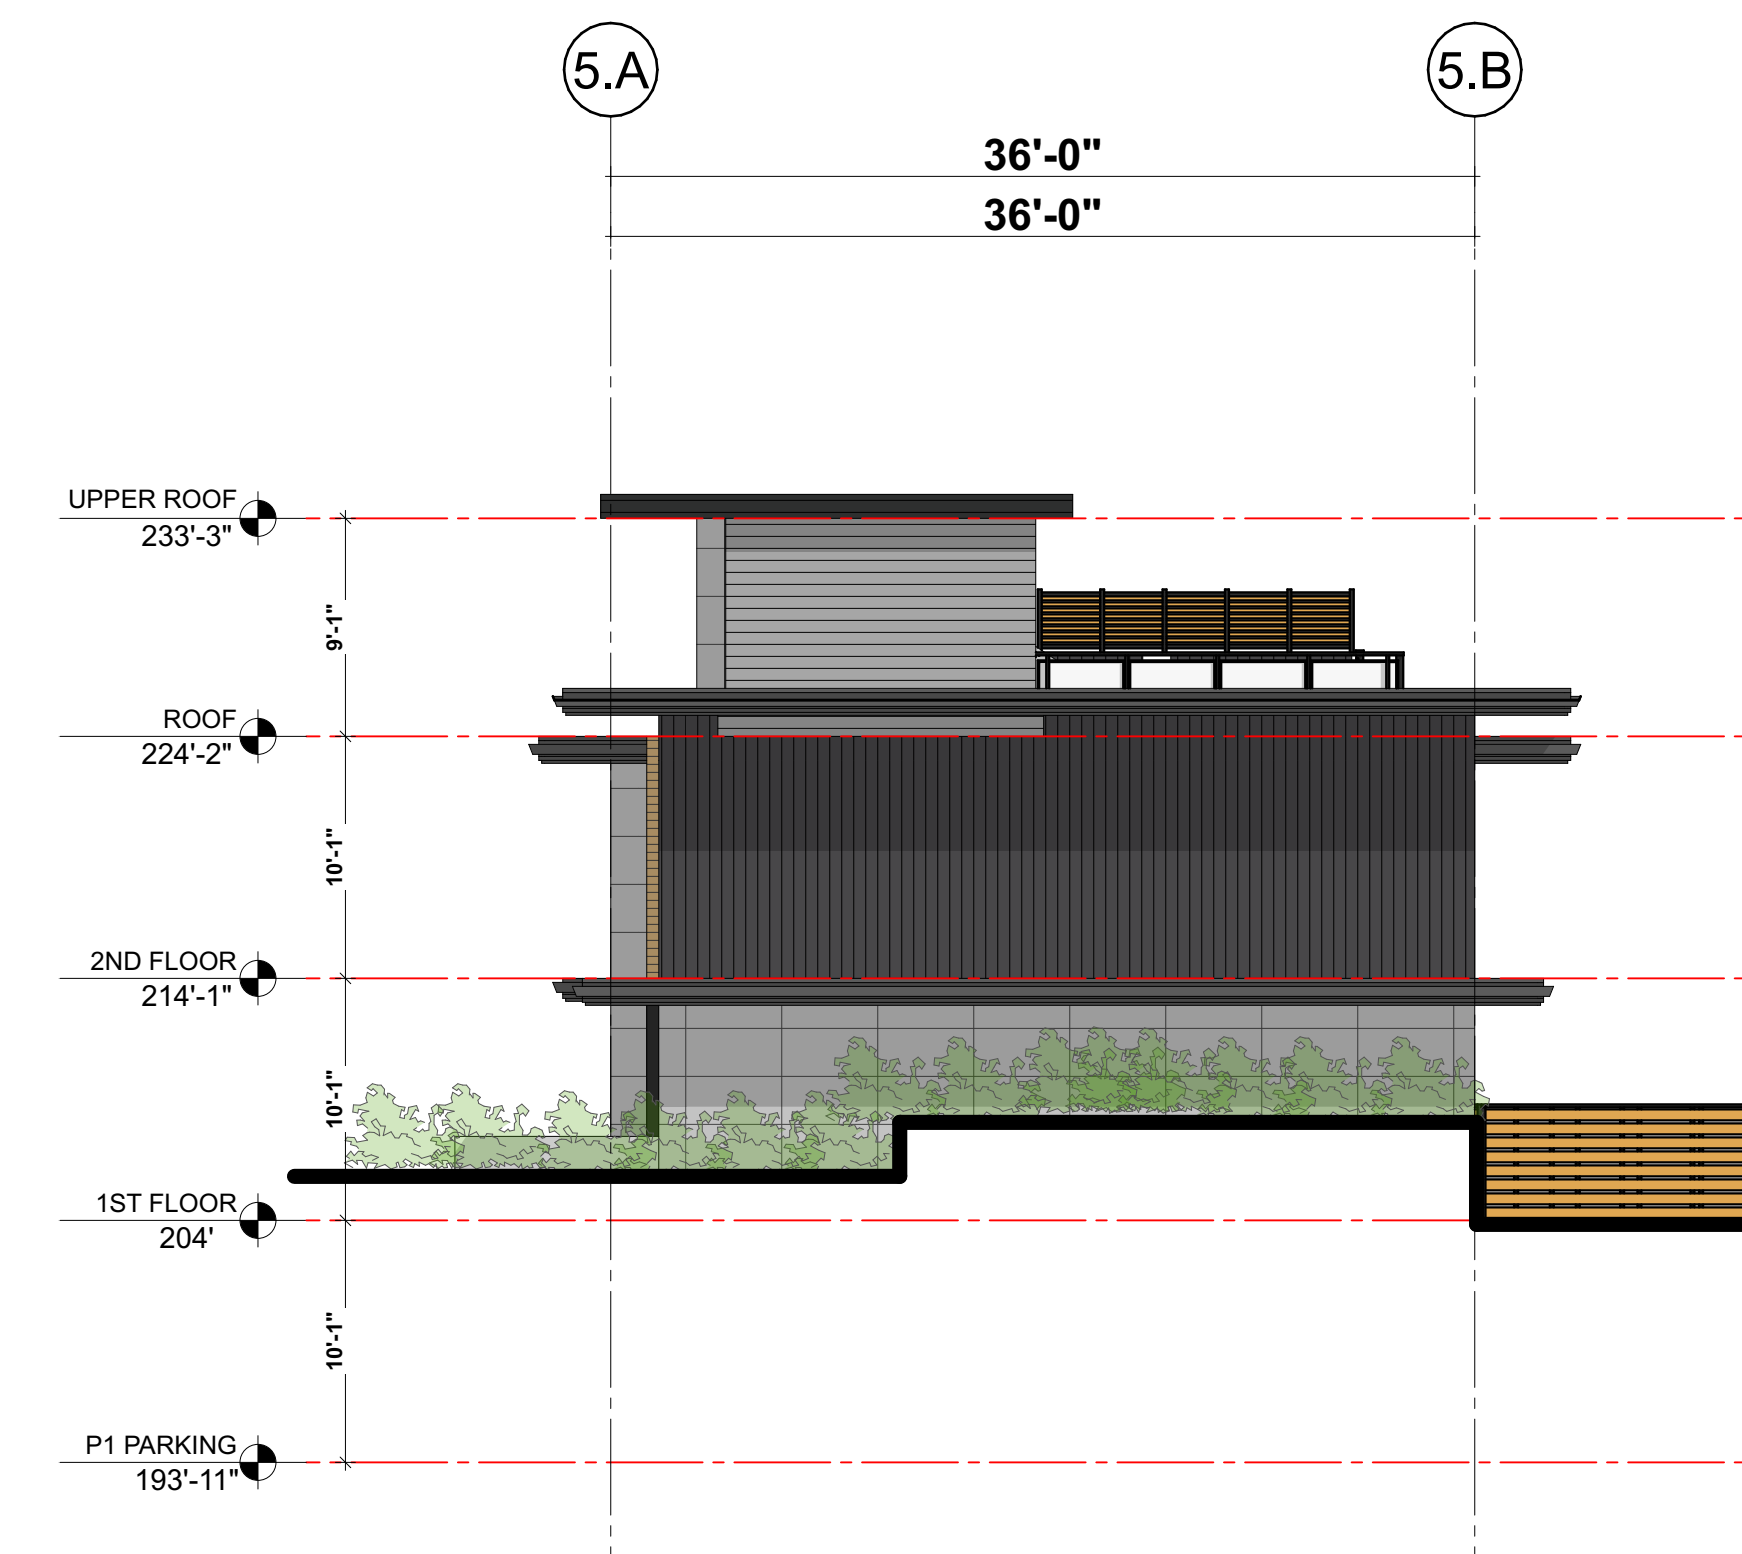 5.A
5.B
36'-0"
36'-0"
UPPER ROOF
233'-3"
9'-1"
ROOF
224'-2"
10'-1"
2ND FLOOR
214'-1"
10'-1"
1ST FLOOR
204'
10'-1"
P1 PARKING
193'-11"